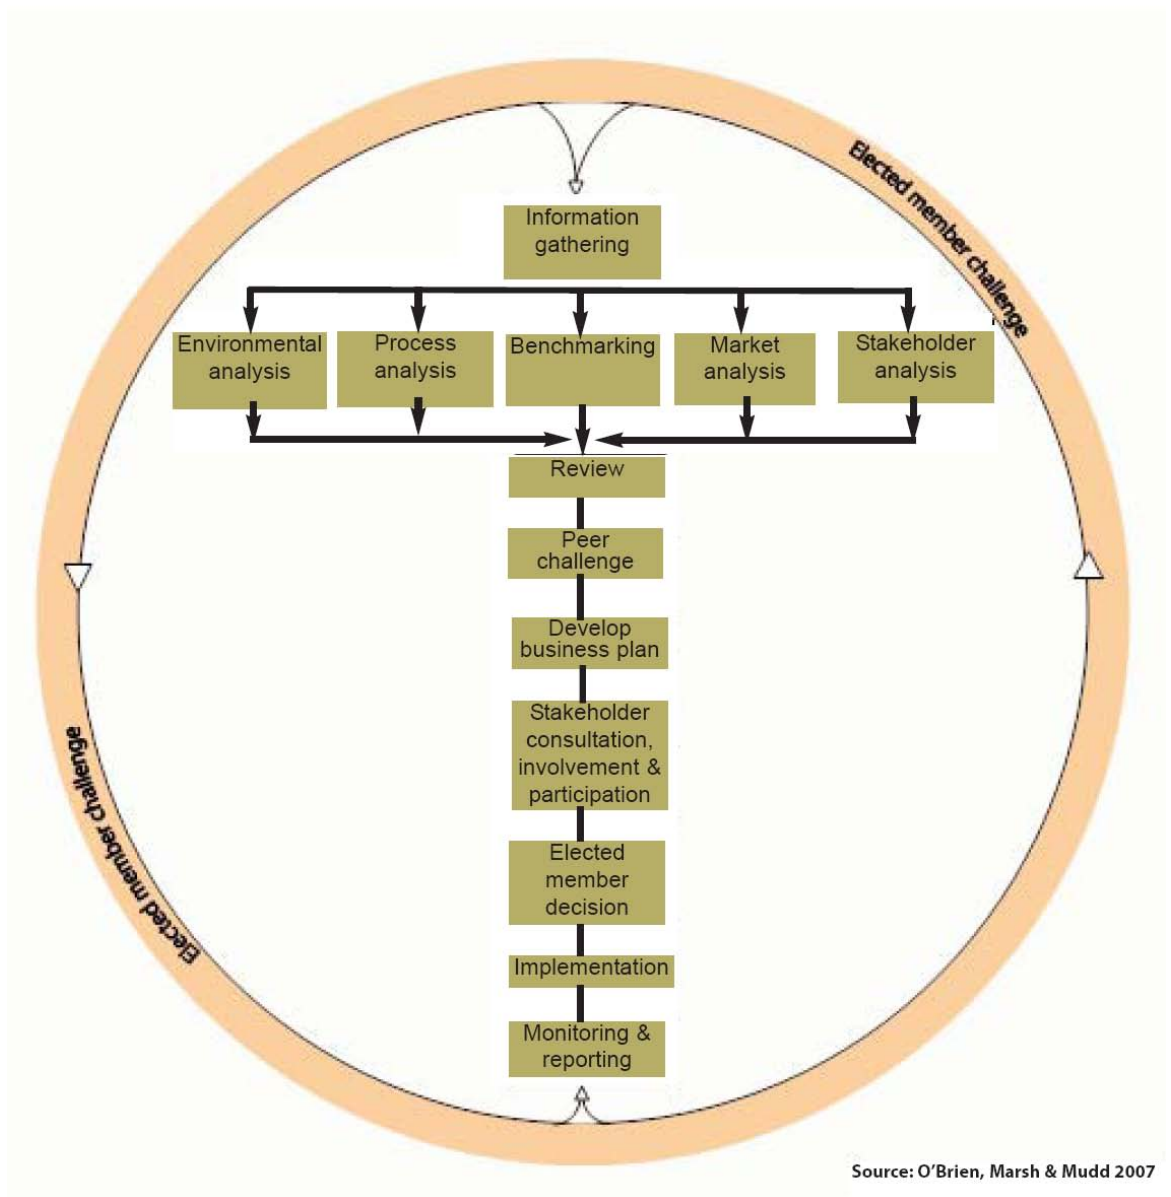 Elected member challenge
Information
gathering
Environmental
analysis
Process
analysis
Benchmarking
Market
analysis
Stakeholder
analysis
Review
Peer
challenge
Develop
business plan
Stakeholder
consultation,
involvement &
participation
Elected
member
decision
Implementation
Monitoring &
reporting
Elected member challenge
Source: O'Brien, Marsh & Mudd 2007